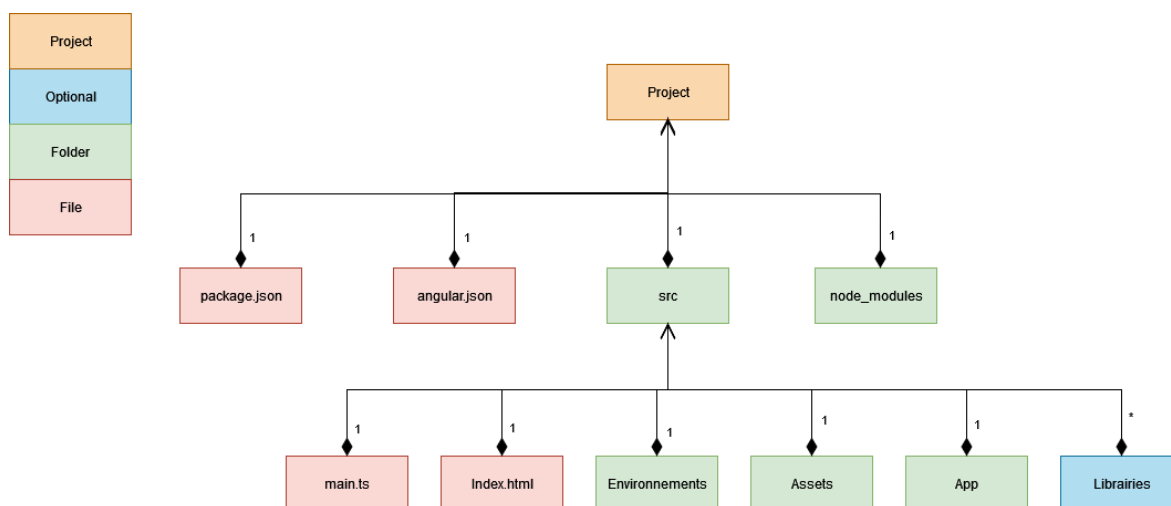 Project
Optional
Folder
File
Project
1
1
1
1
package.json
angular.json
src
node_modules
1
1
1
1
1
*
main.ts
Index.html
Environnements
Assets
App
Librairies